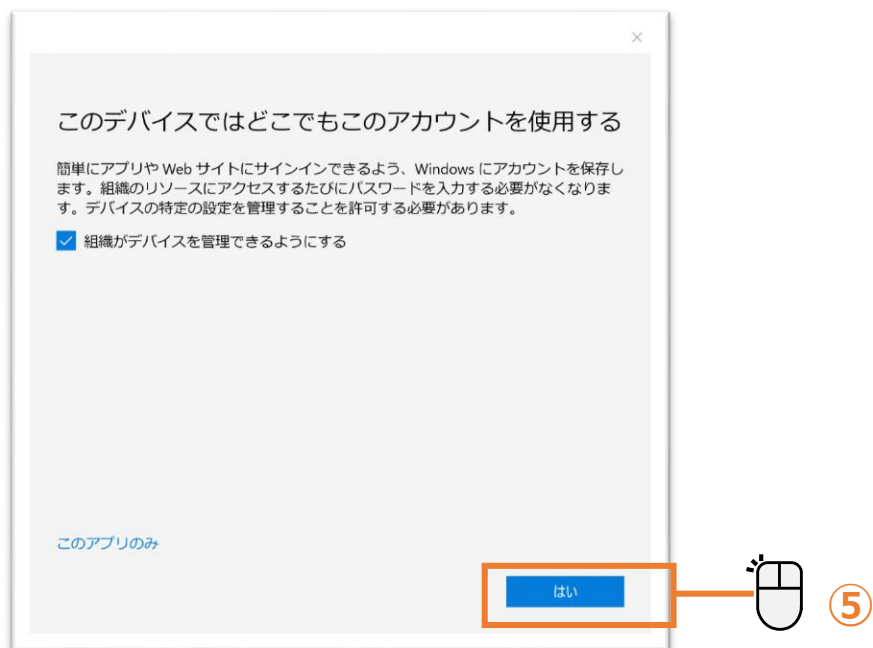 ×
このデバイスではどこでもこのアカウントを使用する
簡単にアプリや Web サイトにサインインできるよう、Windows にアカウントを保存し
ます。組織のリソースにアクセスするたびにパスワードを入力する必要がなくなりま
す。デバイスの特定の設定を管理することを許可する必要があります。
組織がデバイスを管理できるようにする
このアプリのみ
はい
⑤